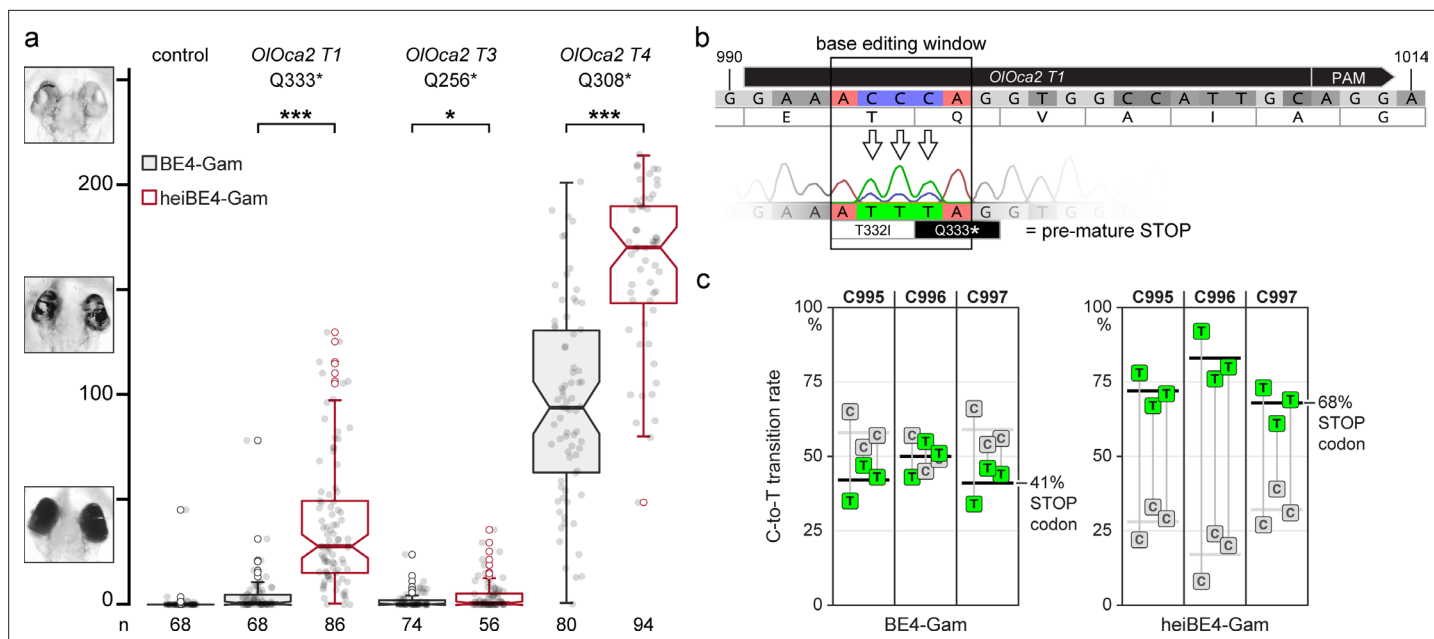 a
control
OlOca2 T1
OlOca2 T3
OlOca2 T4
Q333*
Q256*
Q308*
***
*
***
BE4-Gam
heiBE4-Gam
200
100
0
n
68
68
86
74
56
80
94
b
base editing window
990
OlOca2 T1
PAM
1014
G G A A A C C C A G G T G G C C A T T G C A G G A
E T Q V A I A G
G A A A T T T A G G T G
T332I
Q333*
= pre-mature STOP
c
C995 C996 C997
C995 C996 C997
100
%
75
50
25
0
C-to-T transition rate
C C C T T T
C C C T T T
C C C T T T
41%
STOP
codon
BE4-Gam
100
%
75
50
25
0
T T T C C C
T T T C C C
T T T C C C
68%
STOP
codon
heiBE4-Gam